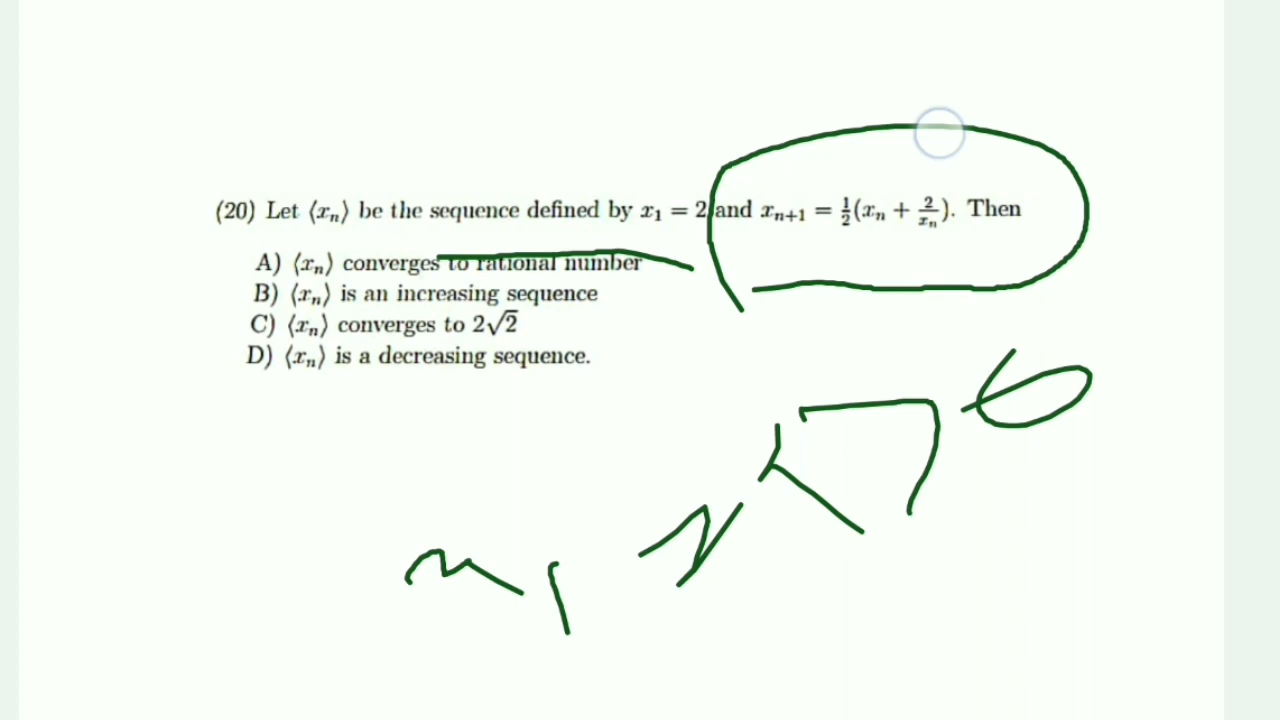 (20) Let ⟨xₙ⟩ be the sequence defined by x₁ = 2 and xₙ₊₁ = ½(xₙ + 2/xₙ). Then
A) ⟨xₙ⟩ converges to rational number
B) ⟨xₙ⟩ is an increasing sequence
C) ⟨xₙ⟩ converges to 2√2
D) ⟨xₙ⟩ is a decreasing sequence.